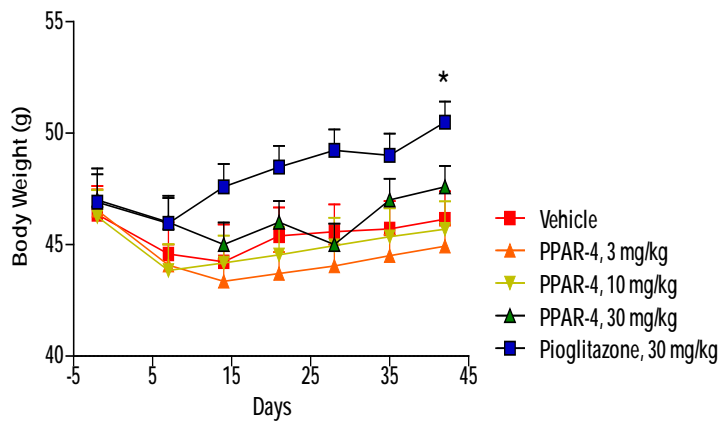 55
50
45
40
Body Weight (g)
*
-5 5 15 25 35 45
Days
Vehicle
PPAR-4, 3 mg/kg
PPAR-4, 10 mg/kg
PPAR-4, 30 mg/kg
Pioglitazone, 30 mg/kg